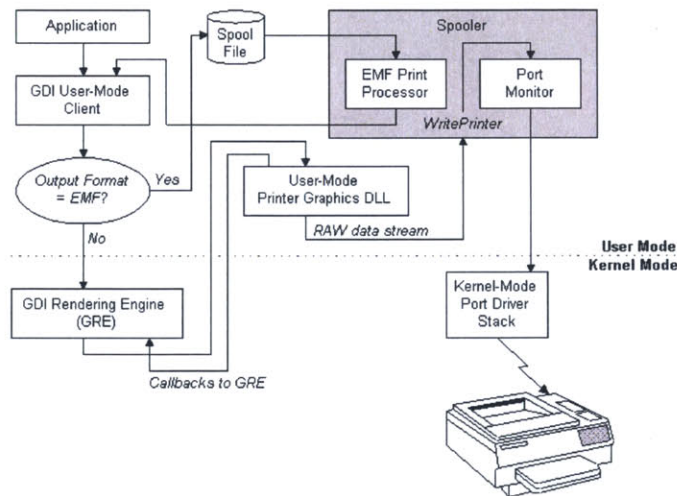 Application
Spool
File
Spooler
GDI User-Mode
Client
EMF Print
Processor
Port
Monitor
WritePrinter
Output Format
= EMF?
Yes
User-Mode
Printer Graphics DLL
No
RAW data stream
User Mode
Kernel Mode
GDI Rendering Engine
(GRE)
Kernel-Mode
Port Driver
Stack
Callbacks to GRE